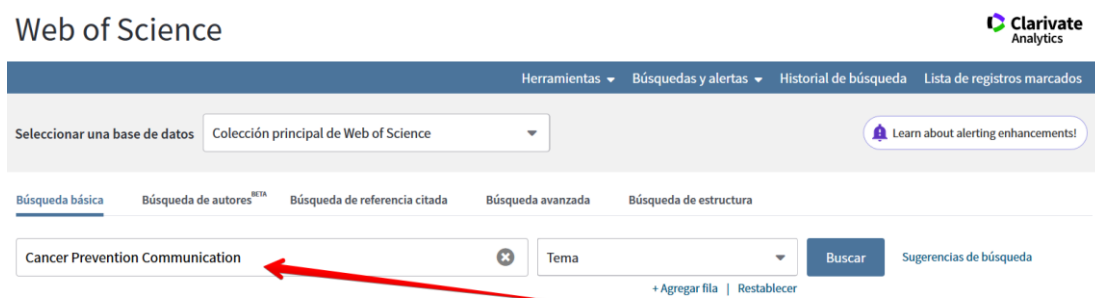 Web of Science
Clarivate
Analytics
Herramientas Búsquedas y alertas Historial de búsqueda Lista de registros marcados
Seleccionar una base de datos Colección principal de Web of Science Learn about alerting enhancements!
Búsqueda básica Búsqueda de autores BETA Búsqueda de referencia citada Búsqueda avanzada Búsqueda de estructura
Cancer Prevention Communication Tema Buscar Sugerencias de búsqueda
+ Agregar fila | Restablecer